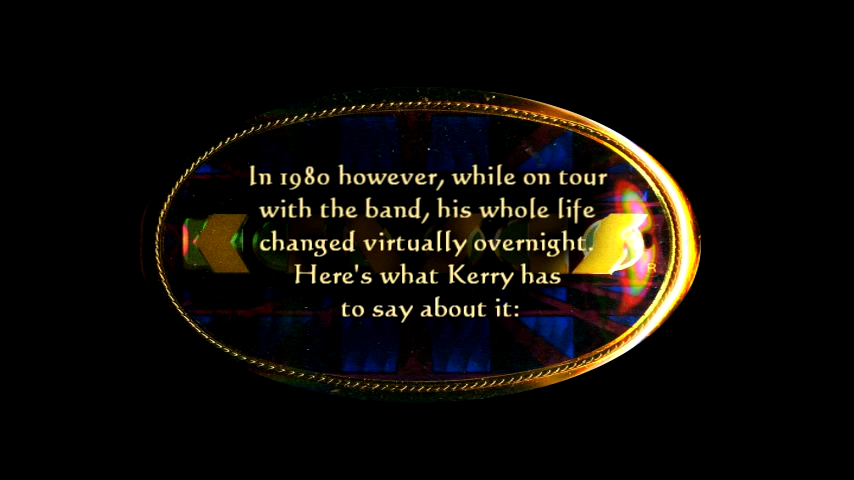 In 1980 however, while on tour
with the band, his whole life
changed virtually overnight.
Here's what Kerry has
to say about it:
R